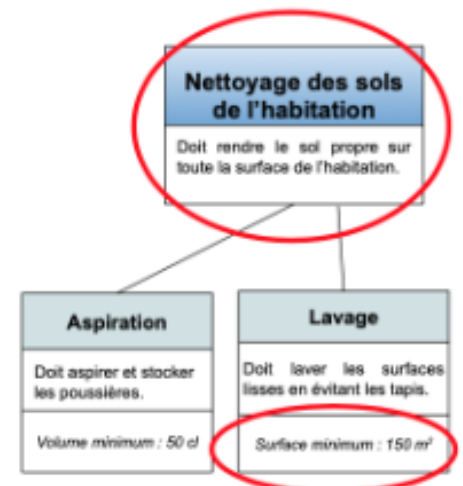 Nettoyage des sols
de l'habitation
Doit rendre le sol propre sur
toute la surface de l'habitation.
Aspiration
Doit aspirer et stocker
les poussières.
Volume minimum : 50 cl
Lavage
Doit laver les surfaces
lisses en évitant les tapis.
Surface minimum : 150 m²